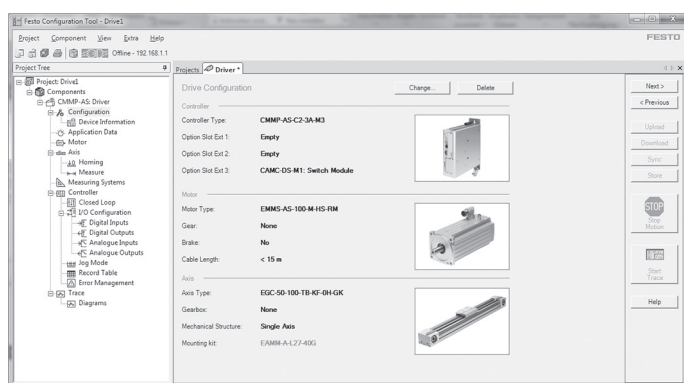 Festo Configuration Tool - Drive1
Project Component View Extra Help
FESTO
Offline - 192.168.1.1
Project Tree
Projects Driver *
Project: Drive1
Components
CMMP-AS: Driver
Configuration
Device Information
Application Data
Motor
Axis
Homing
Measure
Measuring Systems
Controller
Closed Loop
I/O Configuration
Digital Inputs
Digital Outputs
Analogue Inputs
Analogue Outputs
Jog Mode
Record Table
Error Management
Trace
Diagrams
Drive Configuration
Change...
Delete
Controller
Controller Type: CMMP-AS-C2-3A-M3
Option Slot Ext 1: Empty
Option Slot Ext 2: Empty
Option Slot Ext 3: CAMC-DS-M1: Switch Module
Motor
Motor Type: EMMS-AS-100-M-HS-RM
Gear: None
Brake: No
Cable Length: < 15 m
Axis
Axis Type: EGC-50-100-TB-KF-0H-GK
Gearbox: None
Mechanical Structure: Single Axis
Mounting kit: EAMM-A-L27-40G
Next >
< Previous
Upload
Download
Sync
Store
STOP
Stop
Motion
Start
Trace
Help